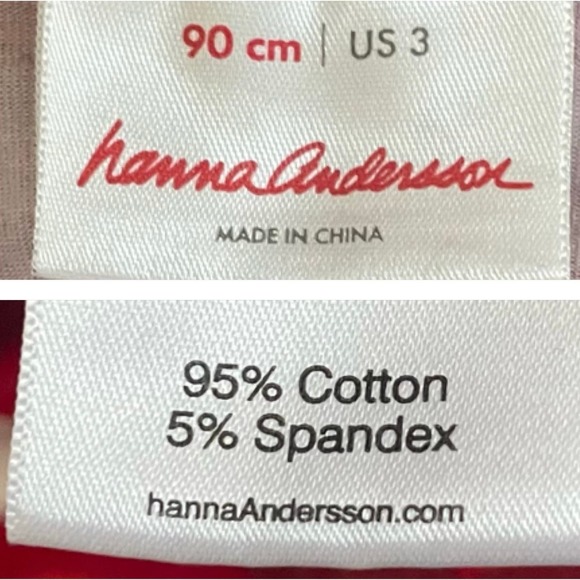 90 cm | US 3
hanna Andersson
MADE IN CHINA
95% Cotton
5% Spandex
hannaAndersson.com